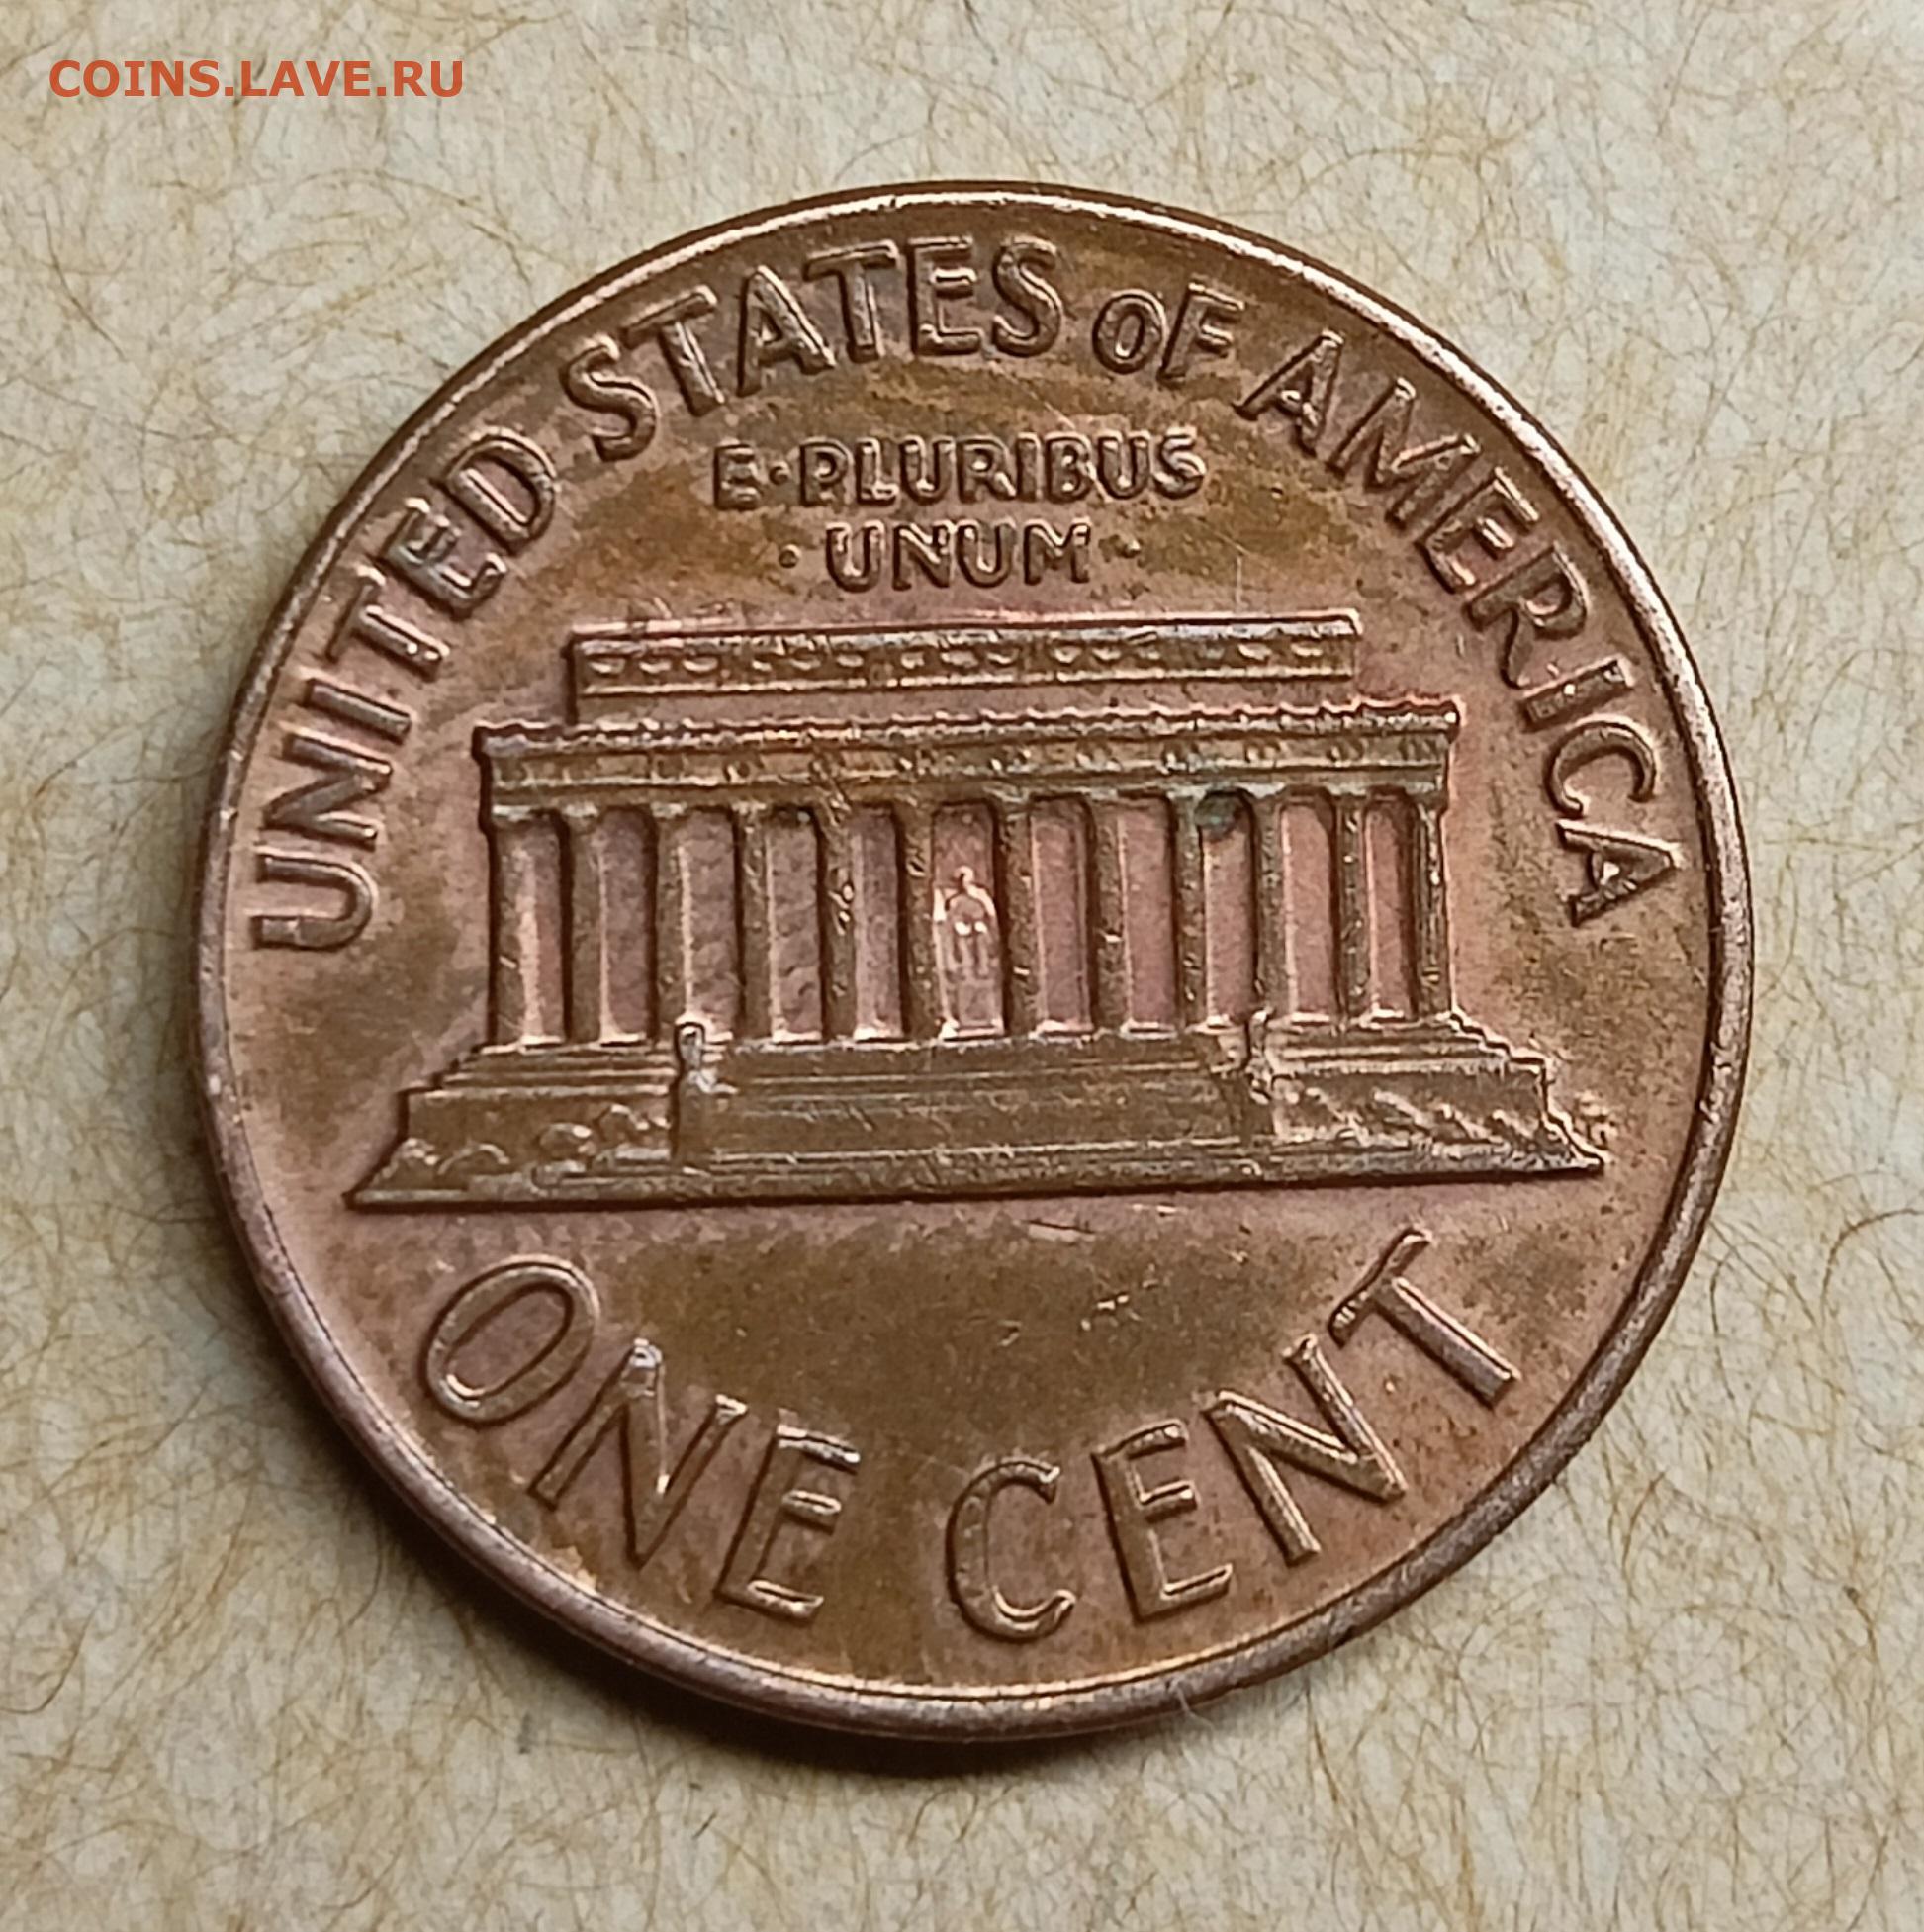 COINS.LAVE.RU
UNITED STATES OF AMERICA
E·PLURIBUS
·UNUM·
ONE CENT